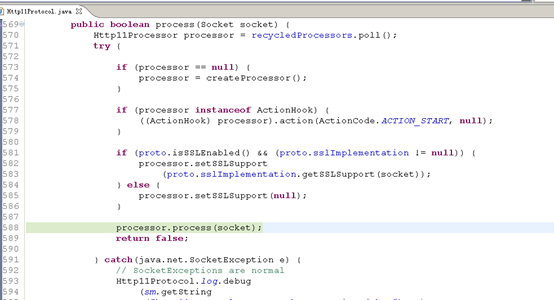 Http11Protocol.java
569 public boolean process(Socket socket) {
570 Http11Processor processor = recycledProcessors.poll();
571 try {
572
573 if (processor == null) {
574 processor = createProcessor();
575 }
576
577 if (processor instanceof ActionHook) {
578 ((ActionHook) processor).action(ActionCode.ACTION_START, null);
579 }
580
581 if (proto.isSSLEnabled() && (proto.sslImplementation != null)) {
582 processor.setSSLSupport
583 (proto.sslImplementation.getSSLSupport(socket));
584 } else {
585 processor.setSSLSupport(null);
586 }
587
588 processor.process(socket);
589 return false;
590
591 } catch(java.net.SocketException e) {
592 // SocketExceptions are normal
593 Http11Protocol.log.debug
594 (sm.getString